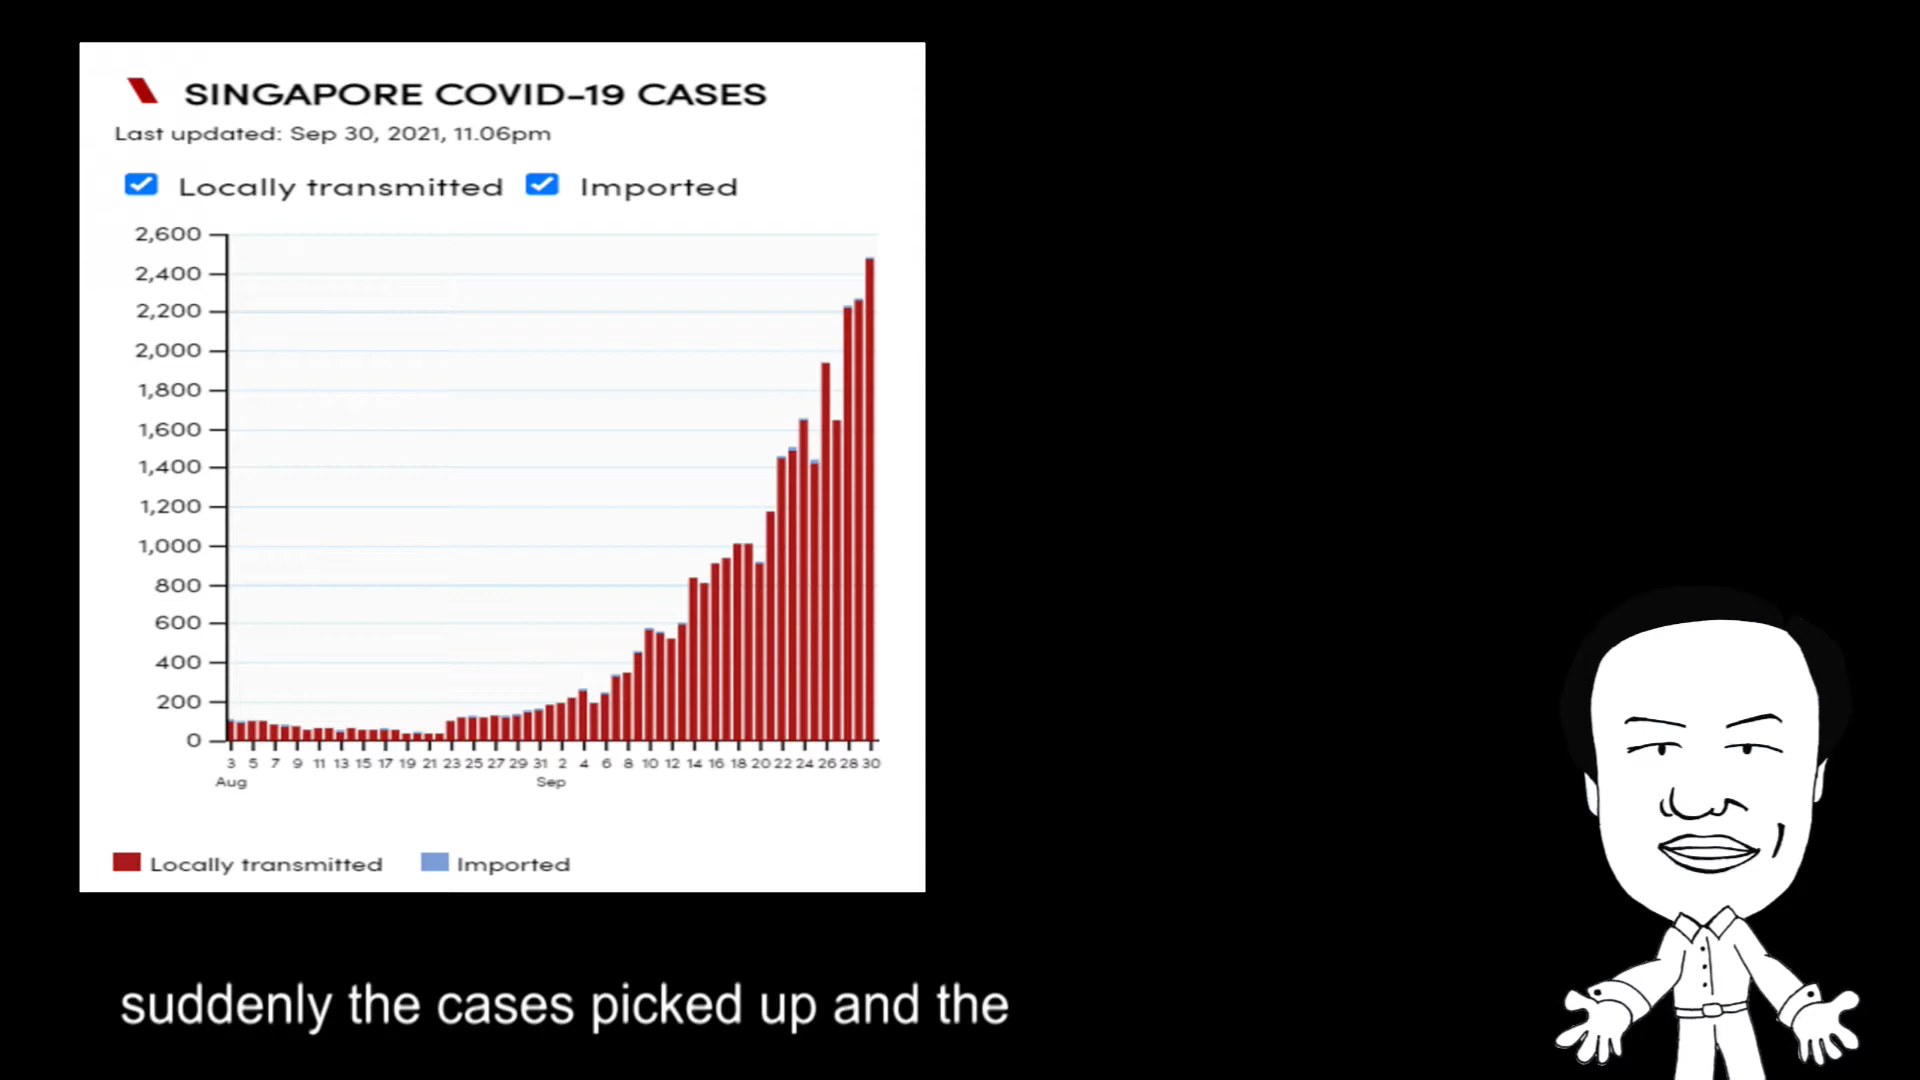 SINGAPORE COVID-19 CASES
Last updated: Sep 30, 2021, 11.06pm
Locally transmitted Imported
2,600
2,400
2,200
2,000
1,800
1,600
1,400
1,200
1,000
800
600
400
200
0
3 5 7 9 11 13 15 17 19 21 23 25 27 29 31 2 4 6 8 10 12 14 16 18 20 22 24 26 28 30
Aug Sep
Locally transmitted Imported
suddenly the cases picked up and the